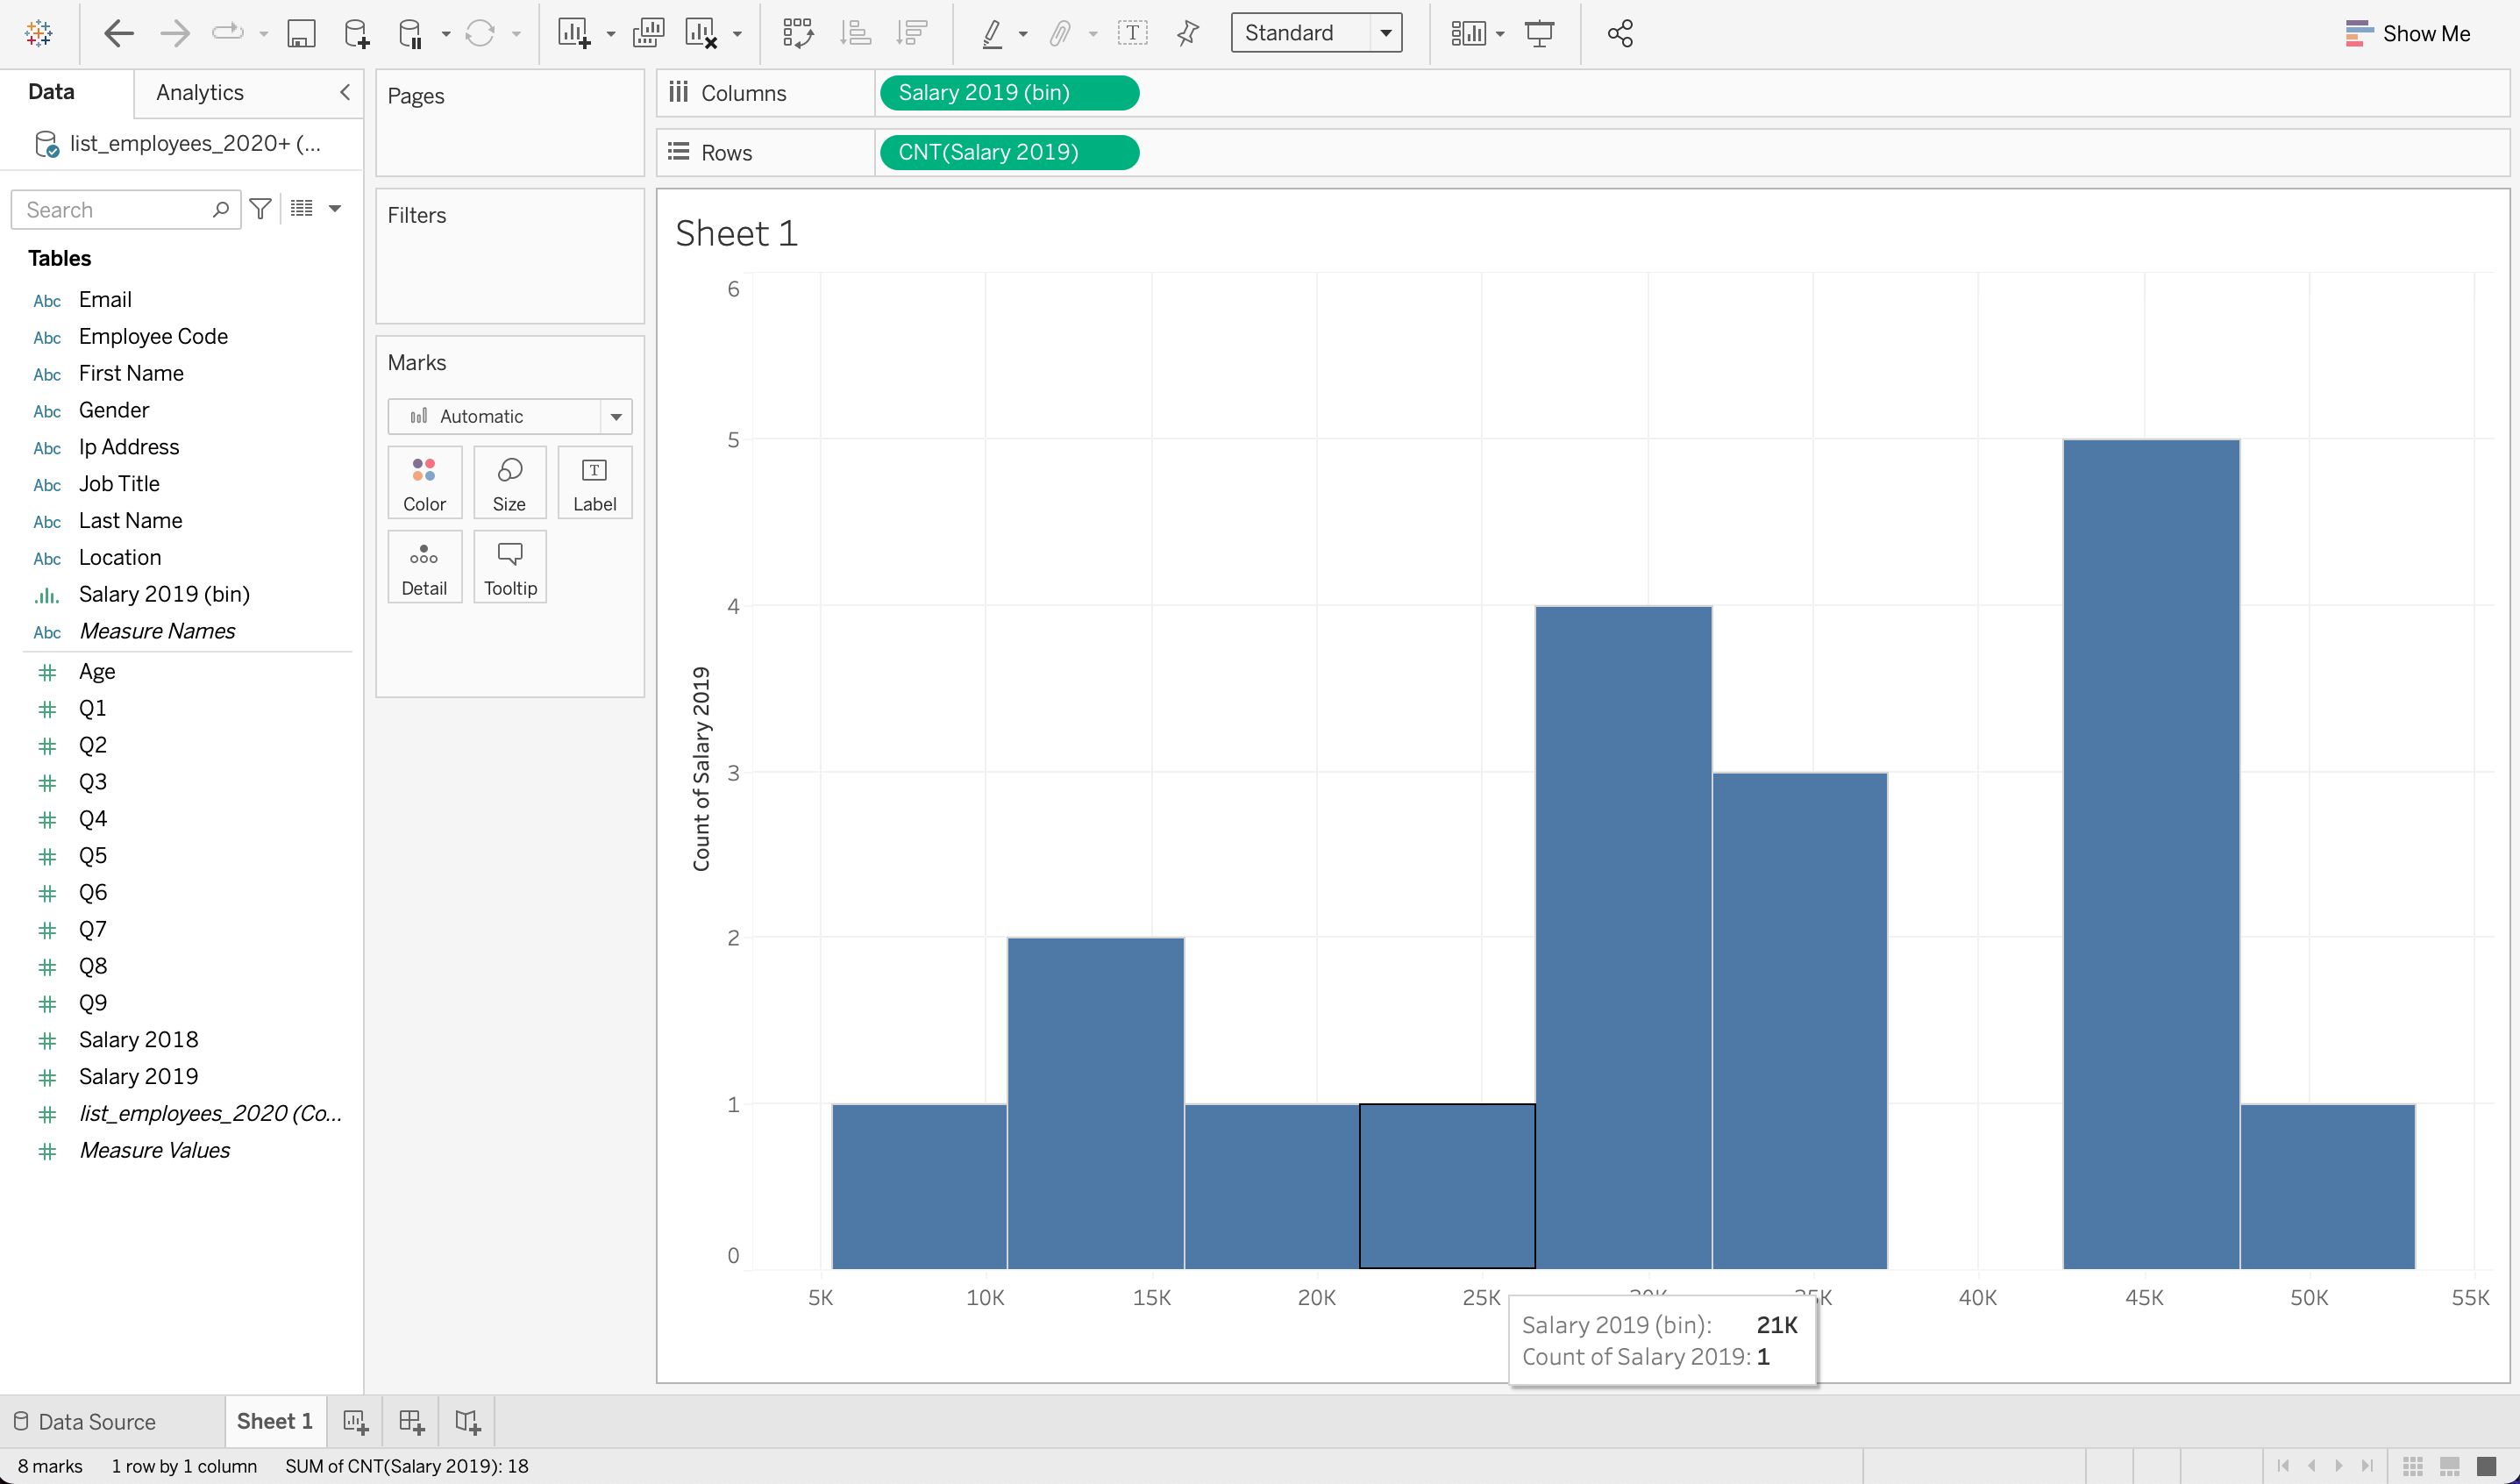 Standard
Show Me
Data
Analytics
list_employees_2020+ (...
Search
Tables
Abc Email
Abc Employee Code
Abc First Name
Abc Gender
Abc Ip Address
Abc Job Title
Abc Last Name
Abc Location
Salary 2019 (bin)
Abc Measure Names
Age
Q1
Q2
Q3
Q4
Q5
Q6
Q7
Q8
Q9
Salary 2018
Salary 2019
list_employees_2020 (Co...
Measure Values
Pages
Filters
Marks
Automatic
Color Size Label
Detail Tooltip
Columns Salary 2019 (bin)
Rows CNT(Salary 2019)
Sheet 1
6
5
4
3
2
1
0
Count of Salary 2019
5K 10K 15K 20K 25K 40K 45K 50K 55K
Salary 2019 (bin): 21K
Count of Salary 2019: 1
Data Source
Sheet 1
8 marks 1 row by 1 column SUM of CNT(Salary 2019): 18